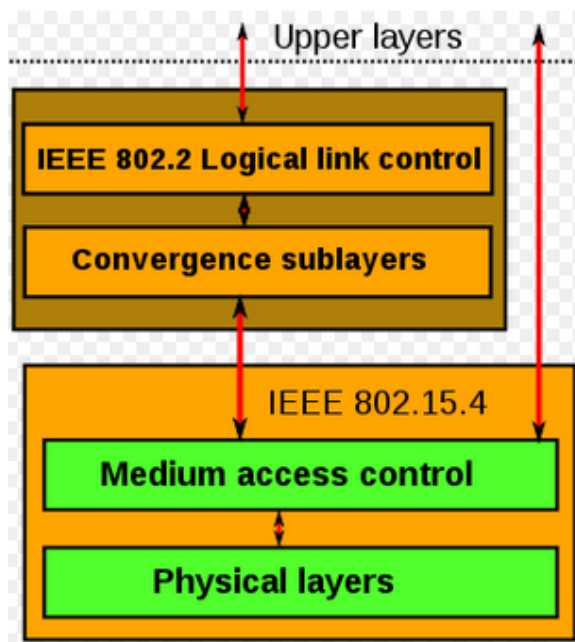 Upper layers
IEEE 802.2 Logical link control
Convergence sublayers
IEEE 802.15.4
Medium access control
Physical layers